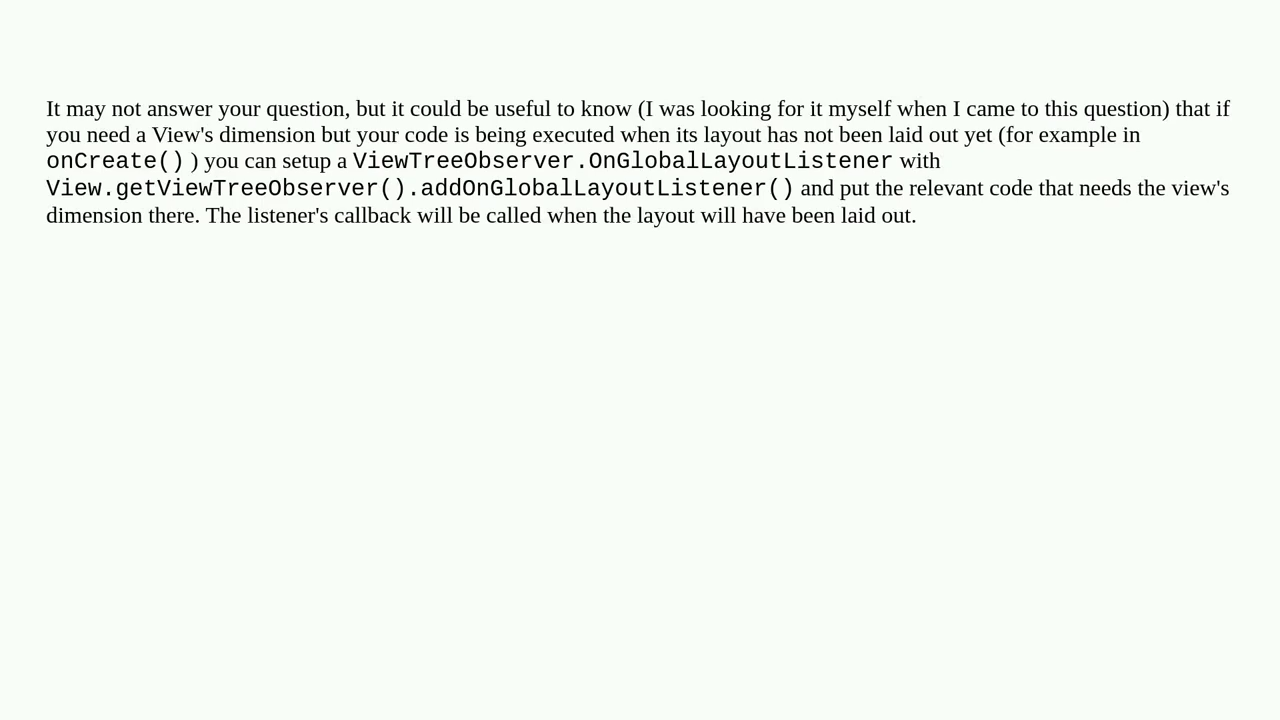 It may not answer your question, but it could be useful to know (I was looking for it myself when I came to this question) that if
you need a View's dimension but your code is being executed when its layout has not been laid out yet (for example in
onCreate() ) you can setup a ViewTreeObserver.OnGlobalLayoutListener with
View.getViewTreeObserver().addOnGlobalLayoutListener() and put the relevant code that needs the view's
dimension there. The listener's callback will be called when the layout will have been laid out.